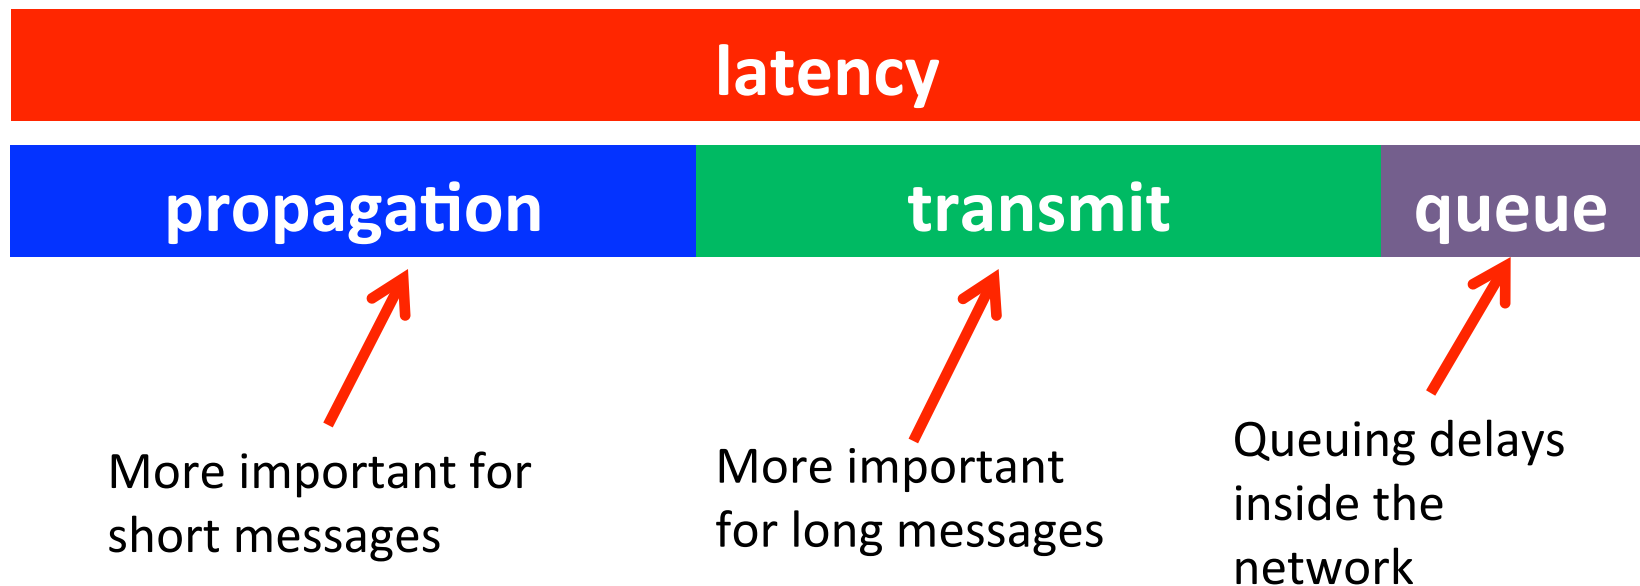 latency
propagation
transmit
queue
More important for
short messages
More important
for long messages
Queuing delays
inside the
network